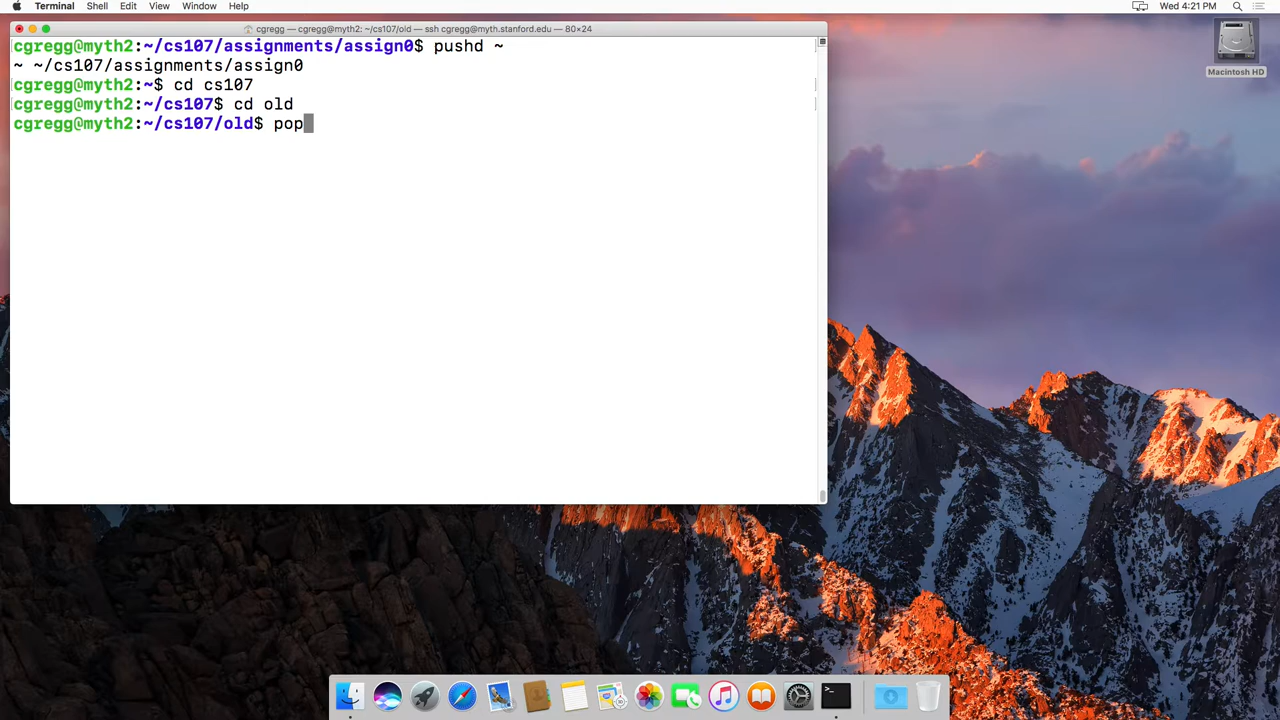 Terminal Shell Edit View Window Help Wed 4:21 PM
cgregg — cgregg@myth2: ~/cs107/old — ssh cgregg@myth.stanford.edu — 80×24
cgregg@myth2:~/cs107/assignments/assign0$ pushd ~
~ ~/cs107/assignments/assign0
cgregg@myth2:~$ cd cs107
cgregg@myth2:~/cs107$ cd old
cgregg@myth2:~/cs107/old$ pop
Macintosh HD